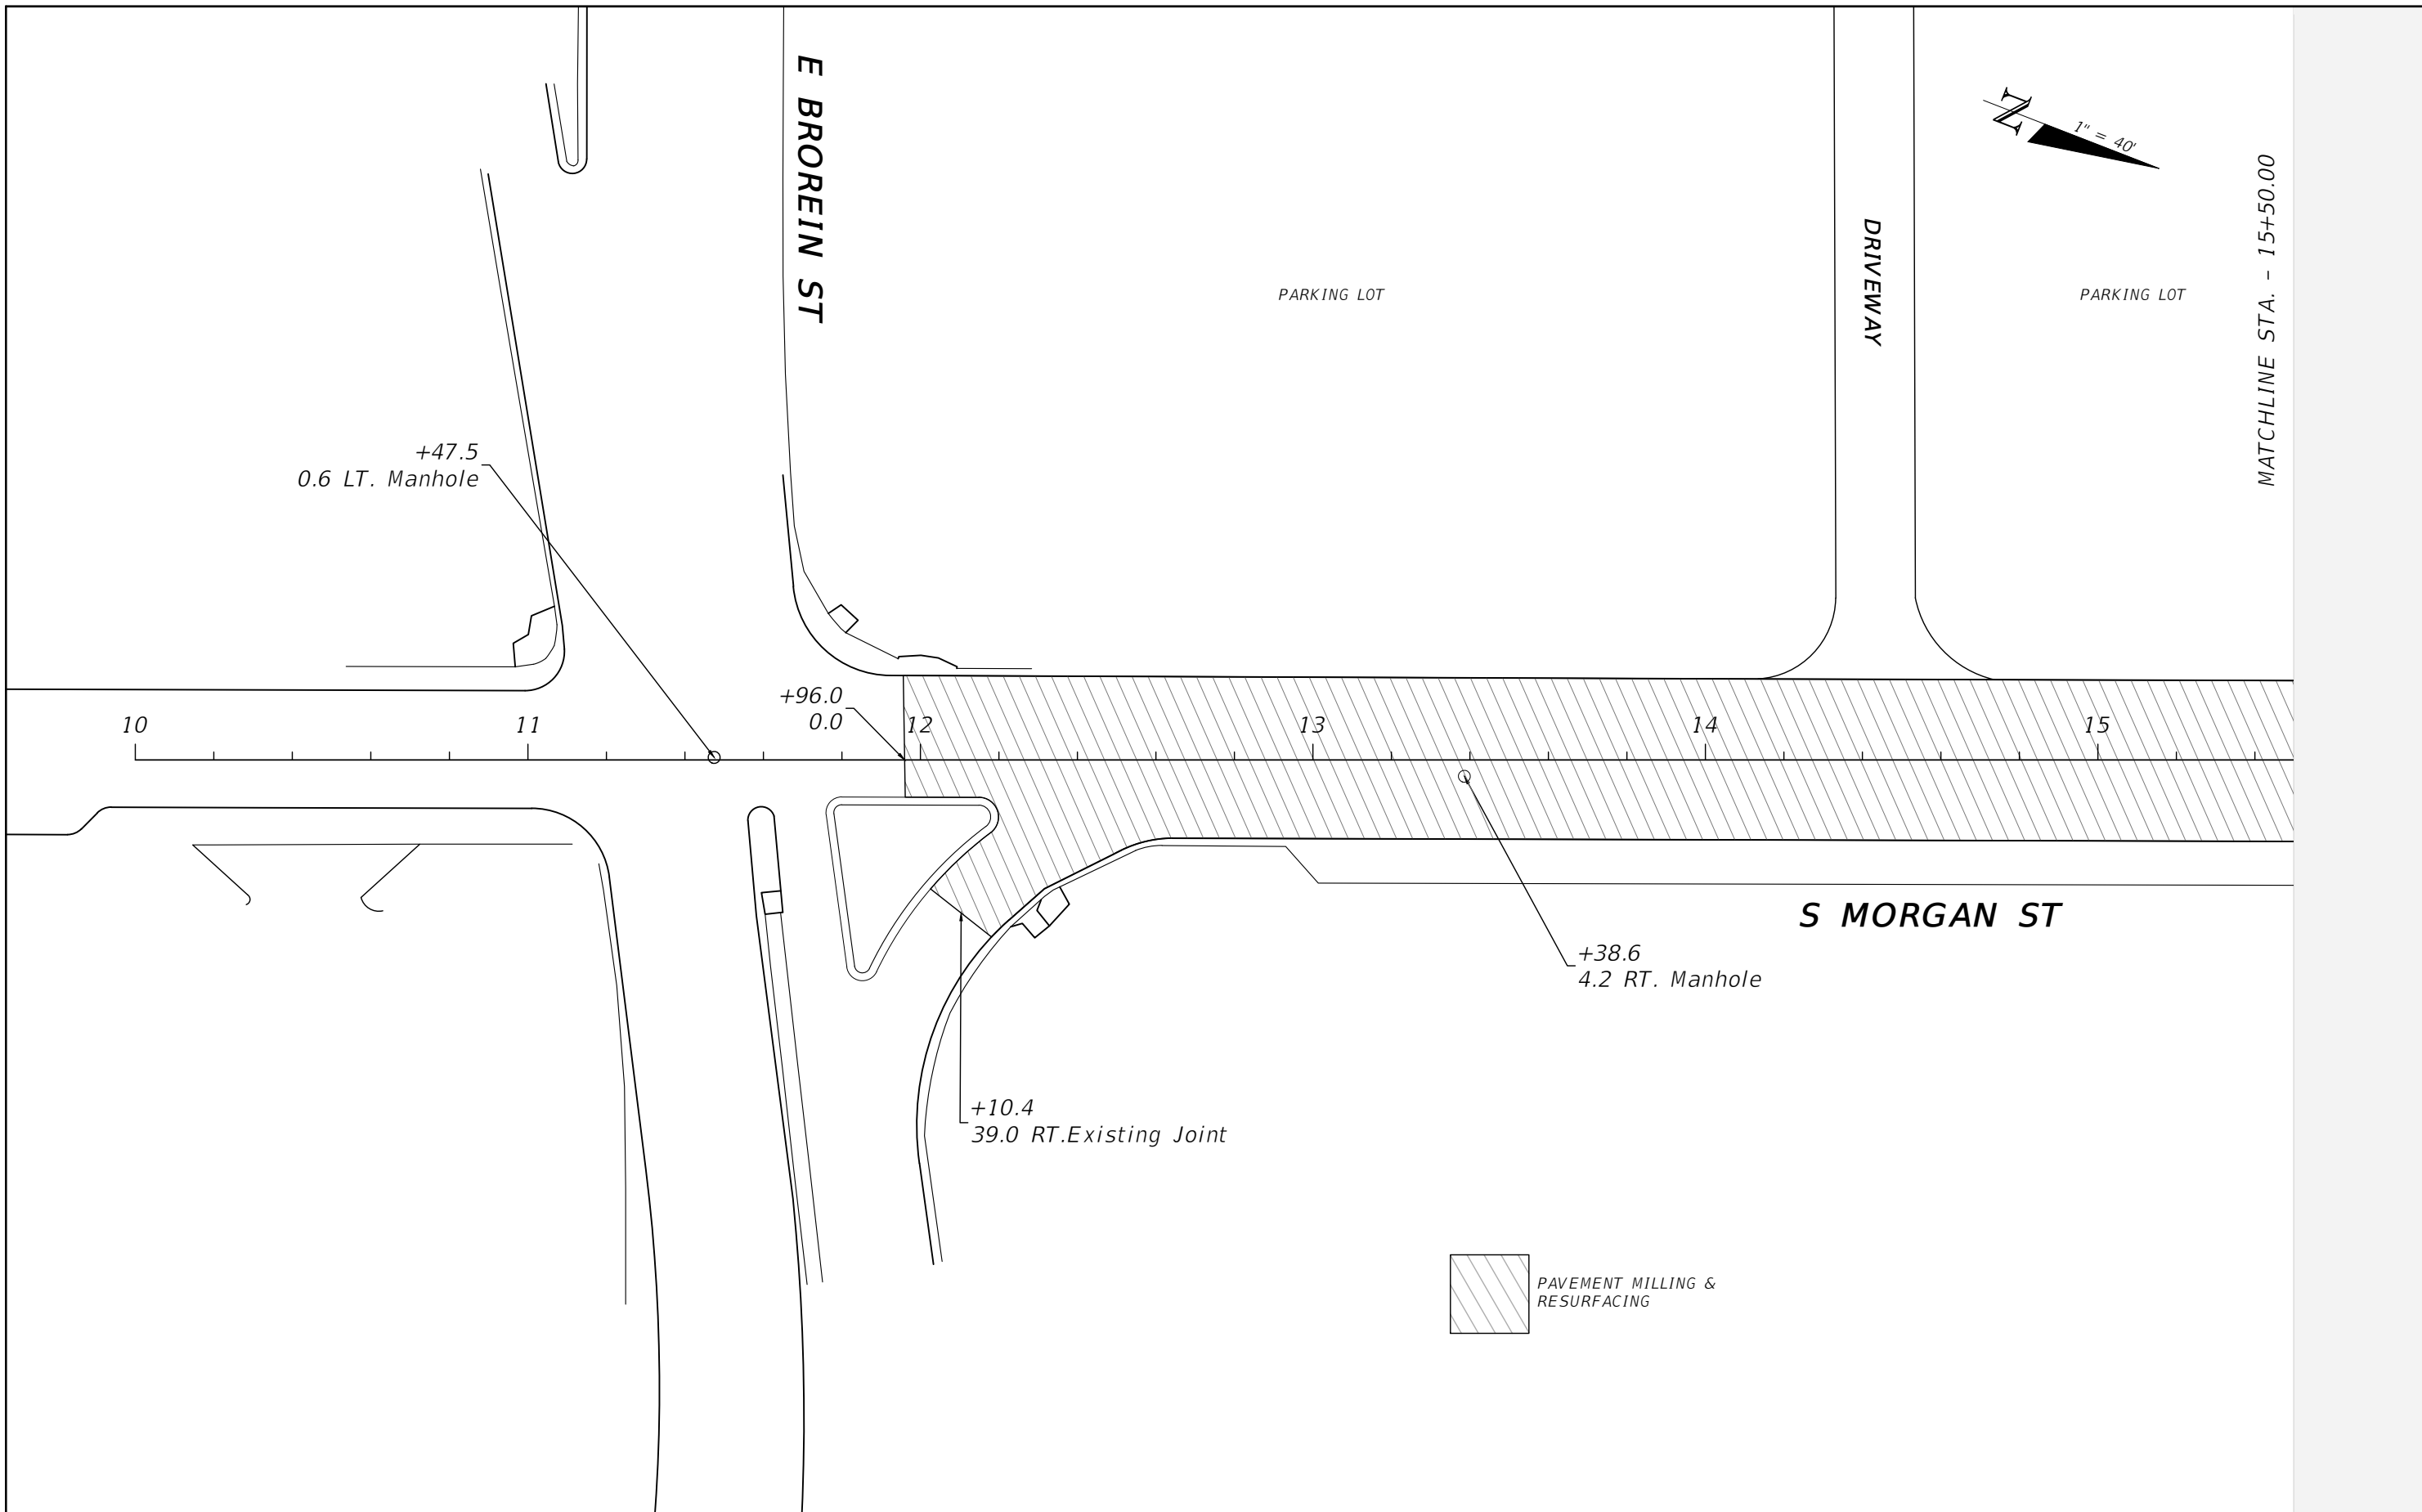 E BROREIN ST
N
1" = 40'
MATCHLINE STA. - 15+50.00
DRIVEWAY
PARKING LOT
PARKING LOT
+47.5
0.6 LT. Manhole
+96.0
0.0
10
11
12
13
14
15
S MORGAN ST
+38.6
4.2 RT. Manhole
+10.4
39.0 RT.Existing Joint
PAVEMENT MILLING &
RESURFACING